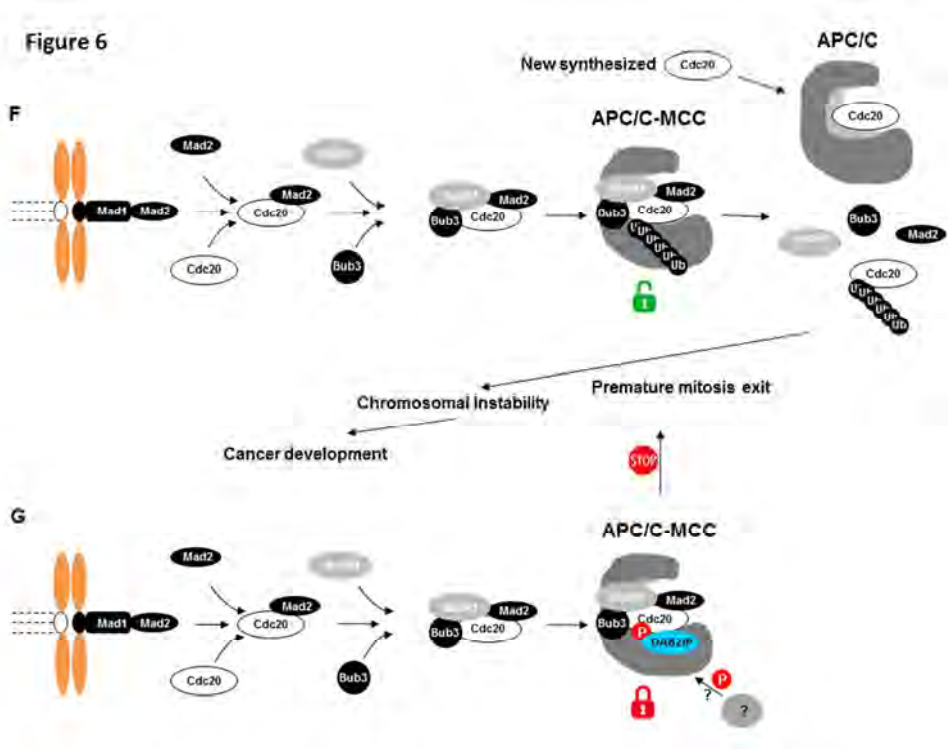 Figure 6
APC/C
New synthesized Cdc20
Cdc20
F
APC/C-MCC
Mad2
Mad2
Mad2
Mad2
Mad1 Mad2
Cdc20
Bub3 Cdc20
Bub3 Cdc20
Bub3
Mad2
Cdc20
Bub3
Ub
Cdc20
Ub
Premature mitosis exit
Chromosomal instability
Cancer development
STOP
G
APC/C-MCC
Mad2
Mad2
Mad2
Mad2
Mad1 Mad2
Cdc20
Bub3 Cdc20
Bub3 Cdc20
P
DAB2IP
Cdc20
Bub3
P
?
?